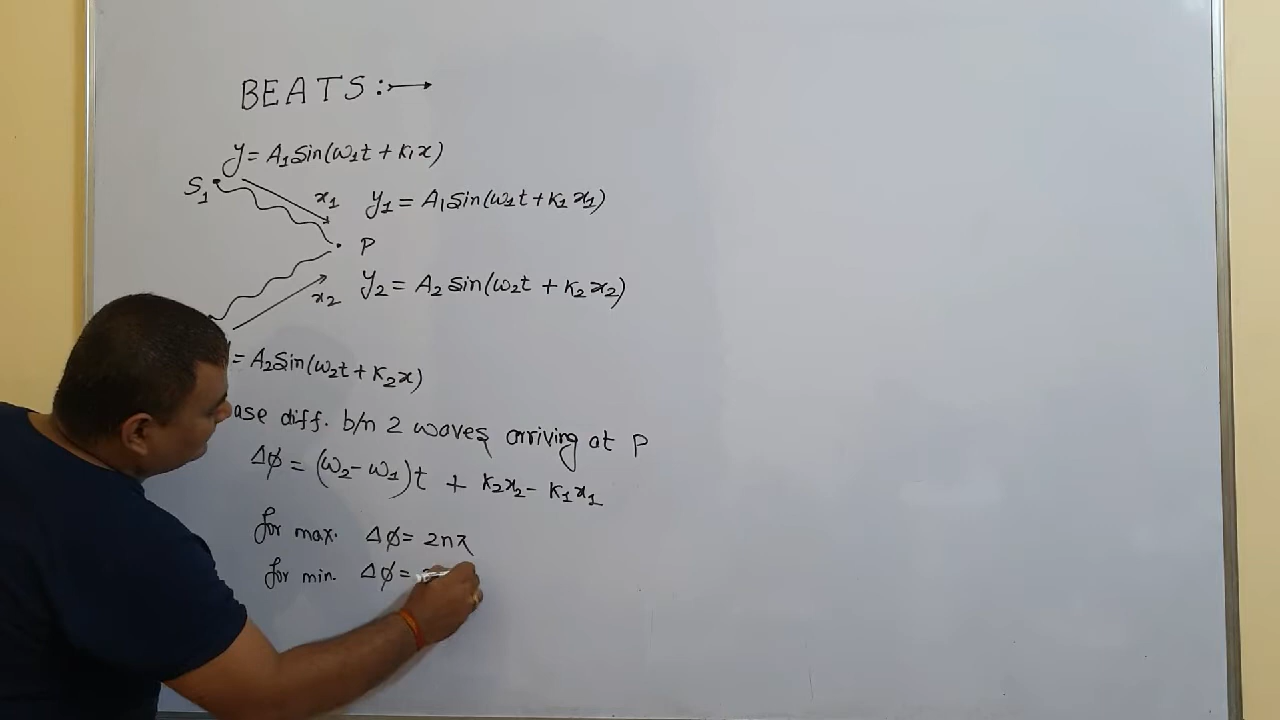 BEATS :→
y = A₁ sin(ω₁t + k₁x)
S₁
x₁
y₁ = A₁ sin(ω₁t + k₁x₁)
P
x₂
y₂ = A₂ sin(ω₂t + k₂x₂)
= A₂ sin(ω₂t + k₂x)
ase diff. b/n 2 waves arriving at P
Δφ = (ω₂ - ω₁)t + k₂x₂ - k₁x₁
for max. Δφ = 2nπ
for min. Δφ =